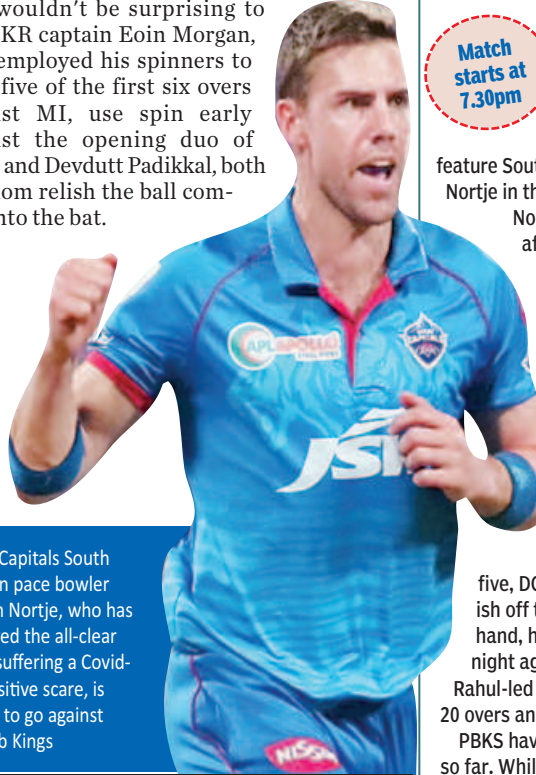 wouldn't be surprising to
KR captain Eoin Morgan,
employed his spinners to
five of the first six overs
st MI, use spin early
st the opening duo of
and Devdutt Padikkal, both
om relish the ball com-
nto the bat.
Match
starts at
7.30pm
feature Sout
Nortje in th
No
af
APL APOLLO
STEEL PIPES
CAPITALS
JSW
Capitals South
n pace bowler
h Nortje, who has
ed the all-clear
suffering a Covid-
sitive scare, is
to go against
b Kings
five, DC
ish off t
hand, h
night ag
Rahul-led
20 overs an
PBKS hav
so far. Whil
NISSIN